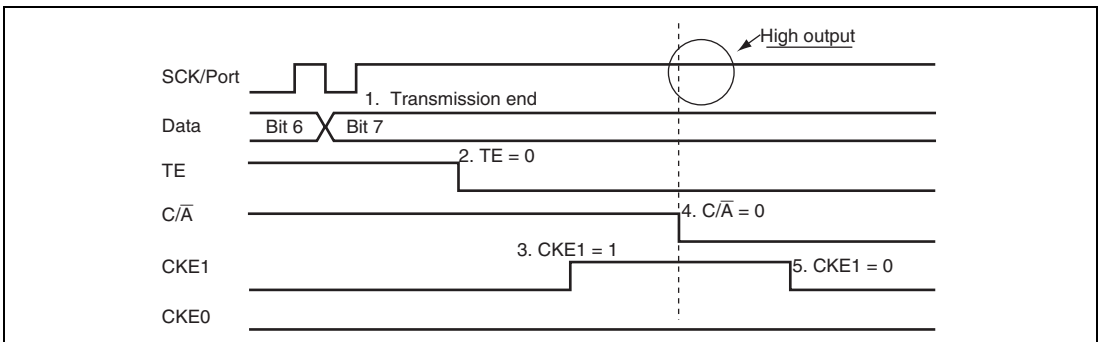 High output
SCK/Port
1. Transmission end
Data
Bit 6
Bit 7
2. TE = 0
TE
C/A̅
4. C/A̅ = 0
3. CKE1 = 1
CKE1
5. CKE1 = 0
CKE0